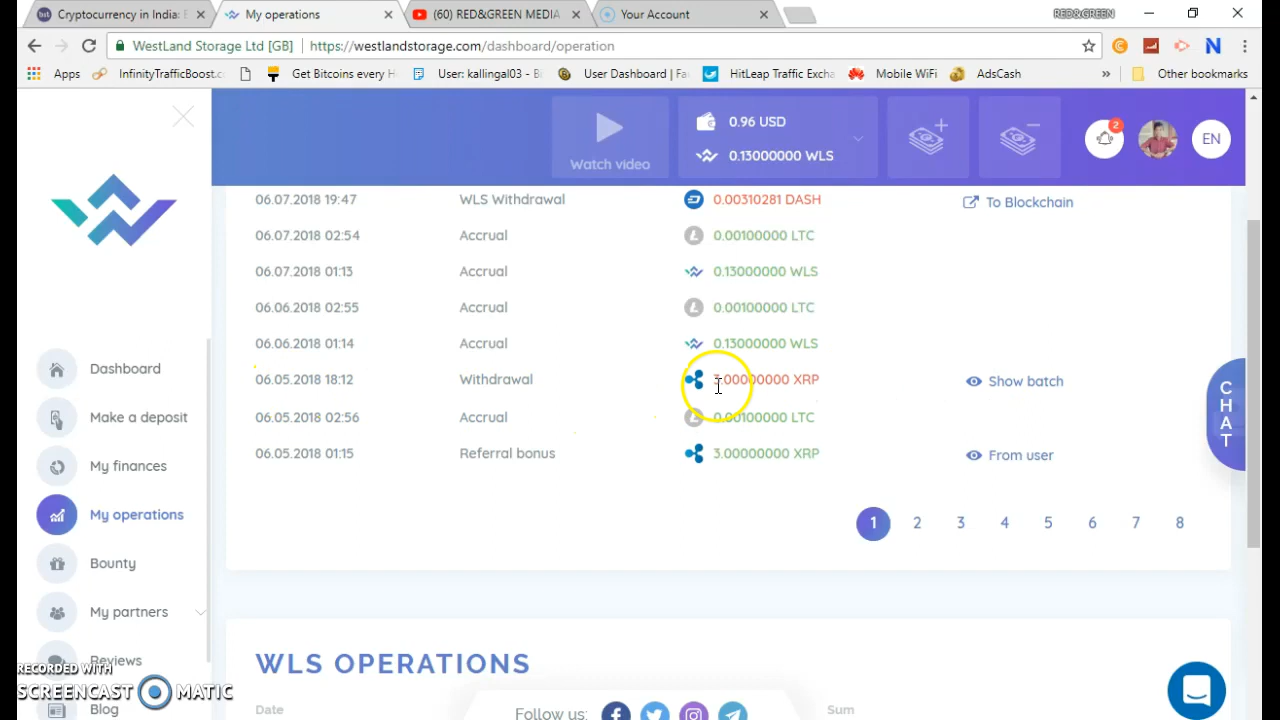 Cryptocurrency in India: E
My operations
(60) RED&GREEN MEDIA
Your Account
RED&GREEN
WestLand Storage Ltd [GB]
https://westlandstorage.com/dashboard/operation
Apps
InfinityTrafficBoost.c
Get Bitcoins every H
User: kallingal03 - Bi
User Dashboard | Fau
BitLeap Traffic Excha
Mobile WiFi
AdsCash
»
Other bookmarks
Watch video
0.96 USD
0.13000000 WLS
2
EN
06.07.2018 19:47 WLS Withdrawal 0.00310281 DASH To Blockchain
06.07.2018 02:54 Accrual 0.00100000 LTC
06.07.2018 01:13 Accrual 0.13000000 WLS
06.06.2018 02:55 Accrual 0.00100000 LTC
06.06.2018 01:14 Accrual 0.13000000 WLS
06.05.2018 18:12 Withdrawal 3.00000000 XRP Show batch
06.05.2018 02:56 Accrual 0.00100000 LTC
06.05.2018 01:15 Referral bonus 3.00000000 XRP From user
1 2 3 4 5 6 7 8
Dashboard
Make a deposit
My finances
My operations
Bounty
My partners
Reviews
Blog
CHAT
WLS OPERATIONS
Date Sum
Follow us:
RECORDED WITH
SCREENCAST MATIC